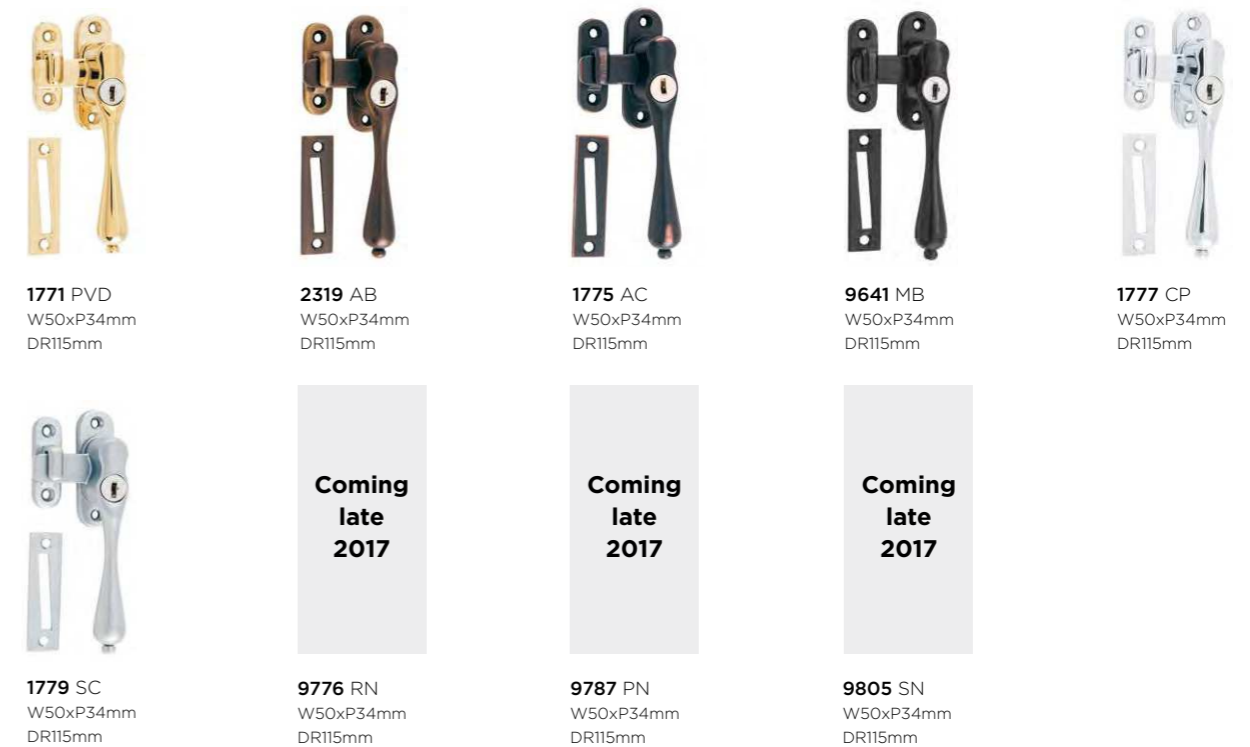 1771 PVD
W50xP34mm
DR115mm
2319 AB
W50xP34mm
DR115mm
1775 AC
W50xP34mm
DR115mm
9641 MB
W50xP34mm
DR115mm
1777 CP
W50xP34mm
DR115mm
1779 SC
W50xP34mm
DR115mm
Coming
late
2017
9776 RN
W50xP34mm
DR115mm
Coming
late
2017
9787 PN
W50xP34mm
DR115mm
Coming
late
2017
9805 SN
W50xP34mm
DR115mm